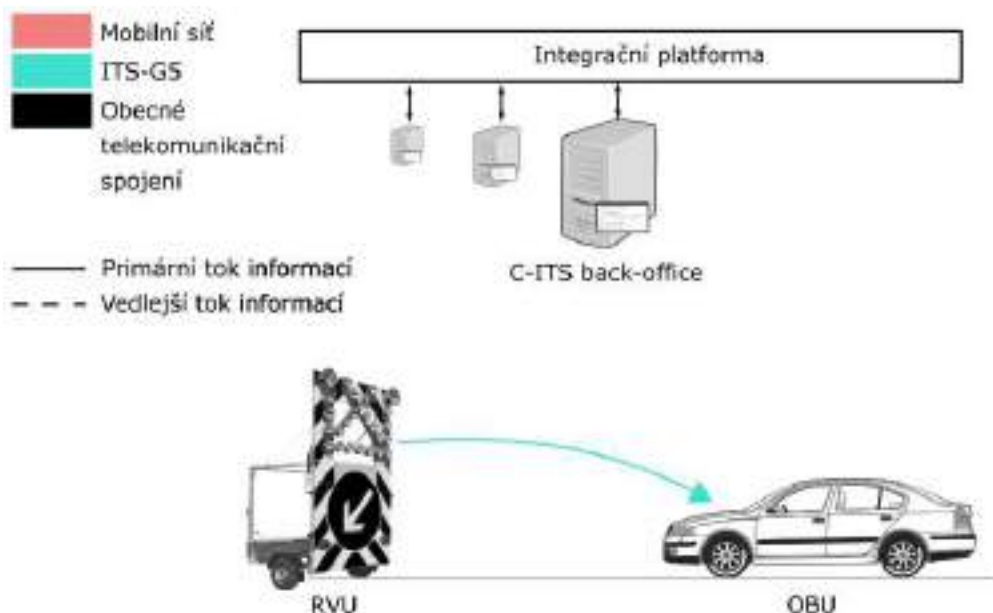 Mobilní síť
ITS-G5
Obecné
telekomunikační
spojení
Primární tok informací
Vedlejší tok informací
Integrační platforma
C-ITS back-office
RVU
OBU